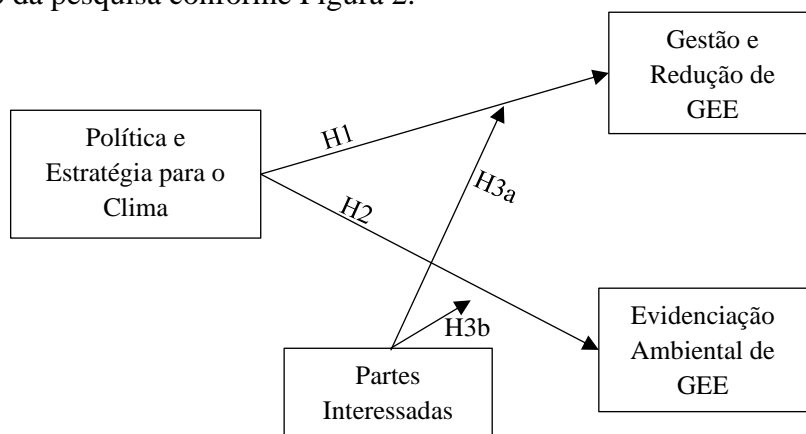 o da pesquisa conforme Figura 2.
Gestão e
Redução de
GEE
Política e
Estratégia para o
Clima
H1
H2
H3a
H3b
Evidenciação
Ambiental de
GEE
Partes
Interessadas